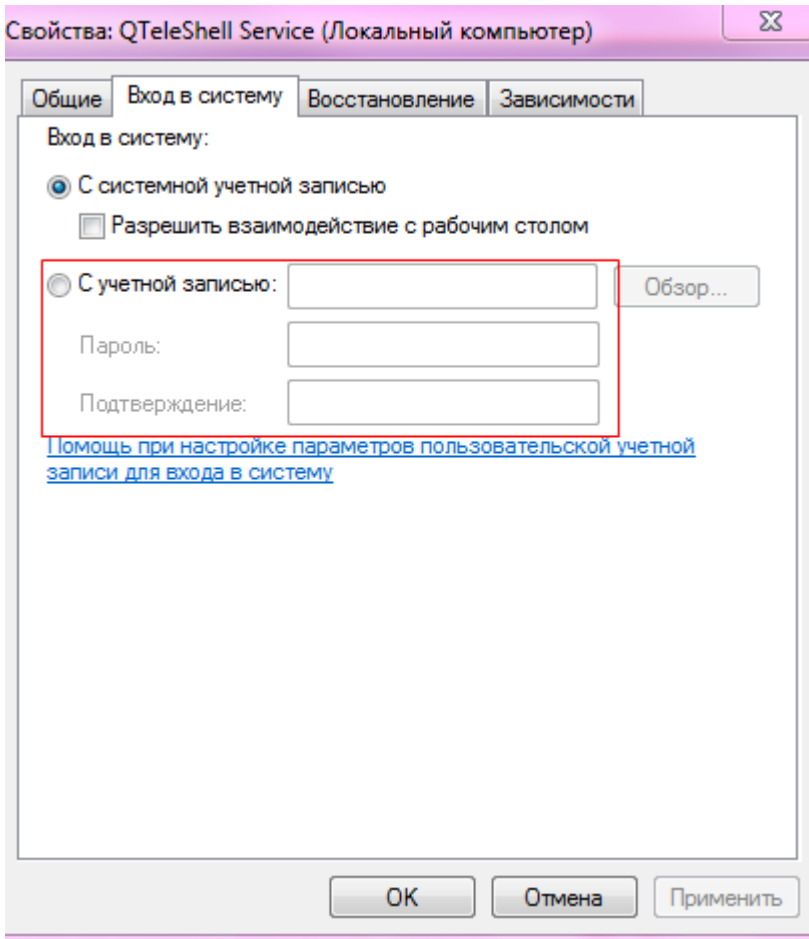 Свойства: QTeleShell Service (Локальный компьютер)
Общие Вход в систему Восстановление Зависимости
Вход в систему:
С системной учетной записью
Разрешить взаимодействие с рабочим столом
С учетной записью: Обзор...
Пароль:
Подтверждение:
Помощь при настройке параметров пользовательской учетной
записи для входа в систему
ОК Отмена Применить